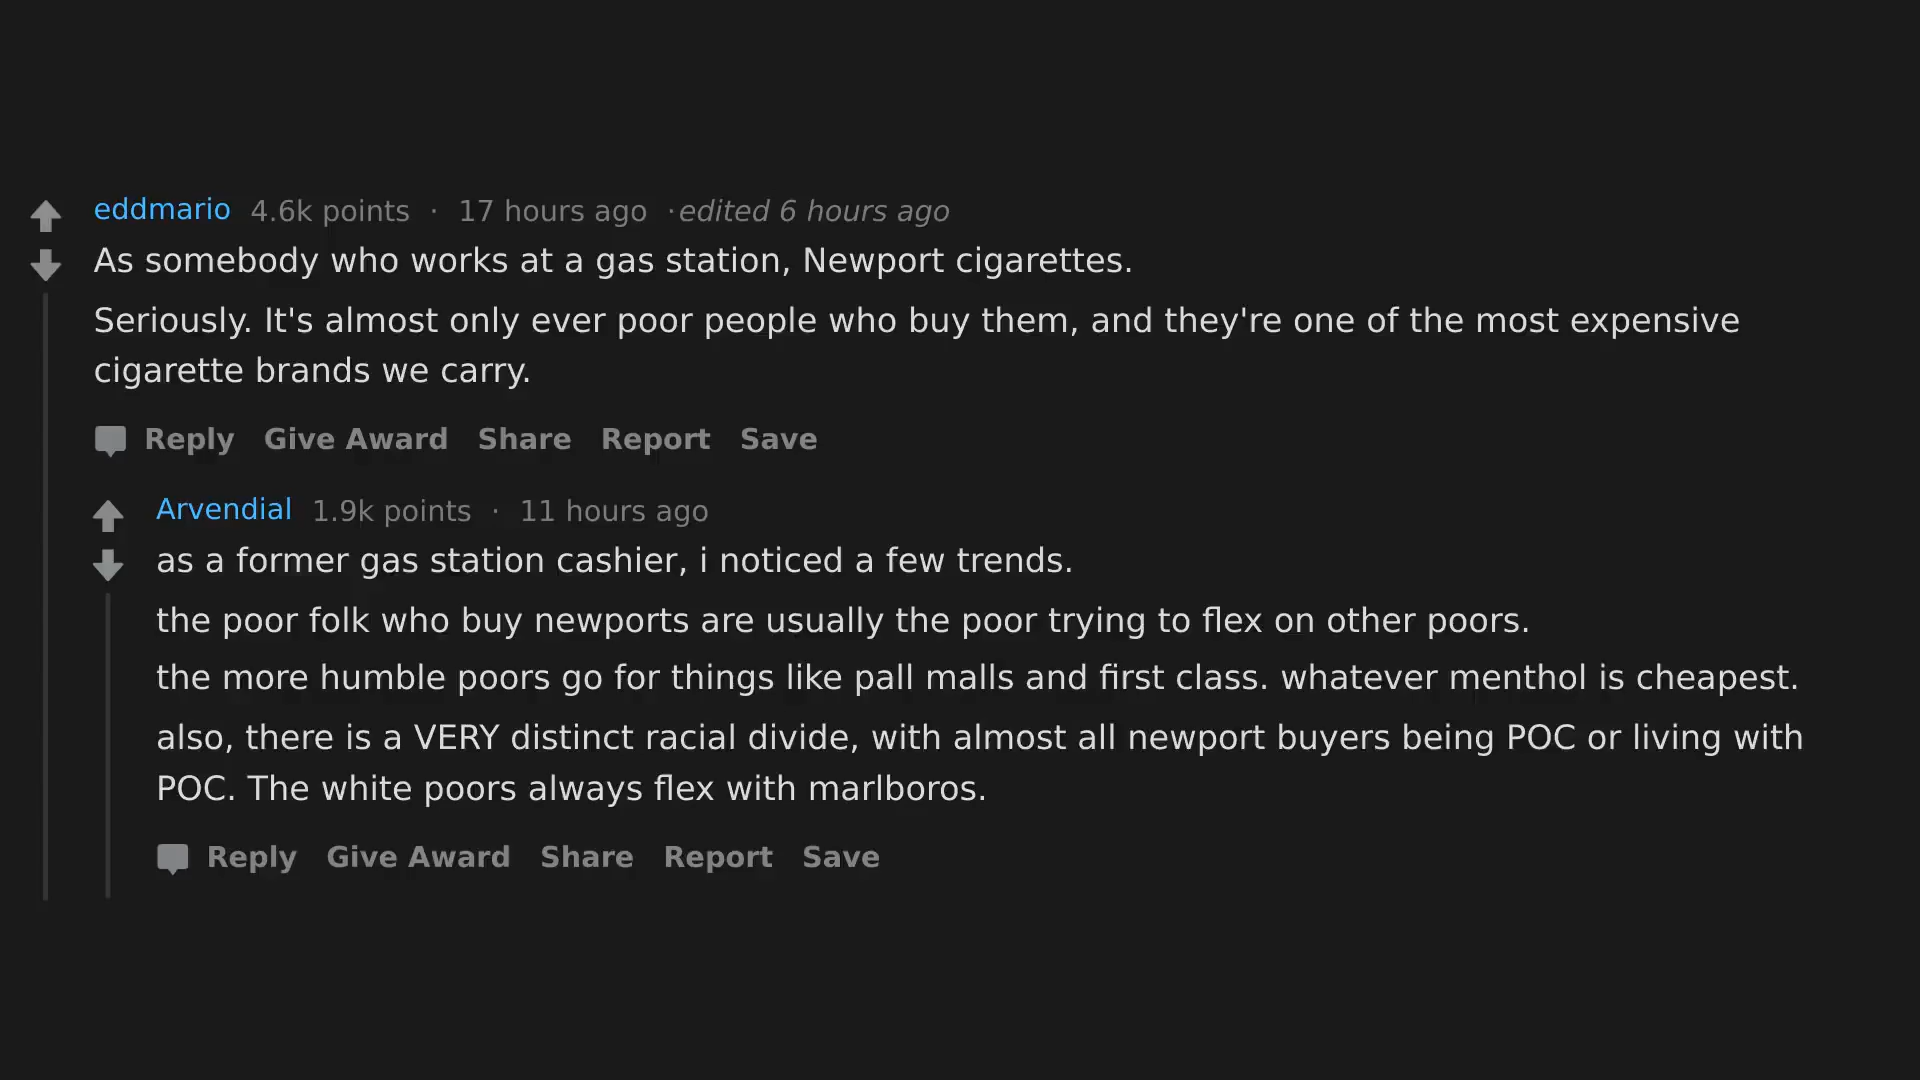 eddmario 4.6k points · 17 hours ago ·edited 6 hours ago
As somebody who works at a gas station, Newport cigarettes.
Seriously. It's almost only ever poor people who buy them, and they're one of the most expensive
cigarette brands we carry.
Reply Give Award Share Report Save
Arvendial 1.9k points · 11 hours ago
as a former gas station cashier, i noticed a few trends.
the poor folk who buy newports are usually the poor trying to flex on other poors.
the more humble poors go for things like pall malls and first class. whatever menthol is cheapest.
also, there is a VERY distinct racial divide, with almost all newport buyers being POC or living with
POC. The white poors always flex with marlboros.
Reply Give Award Share Report Save